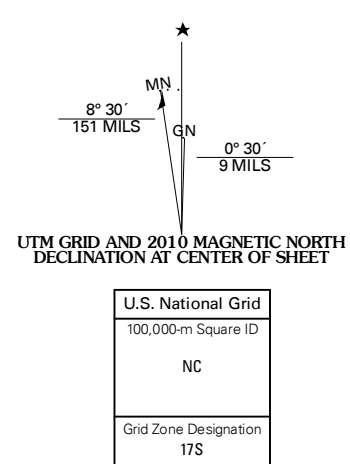 ★
MN
8° 30´
151 MILS
GN
0° 30´
9 MILS
UTM GRID AND 2010 MAGNETIC NORTH
DECLINATION AT CENTER OF SHEET
U.S. National Grid
100,000-m Square ID
NC
Grid Zone Designation
17S